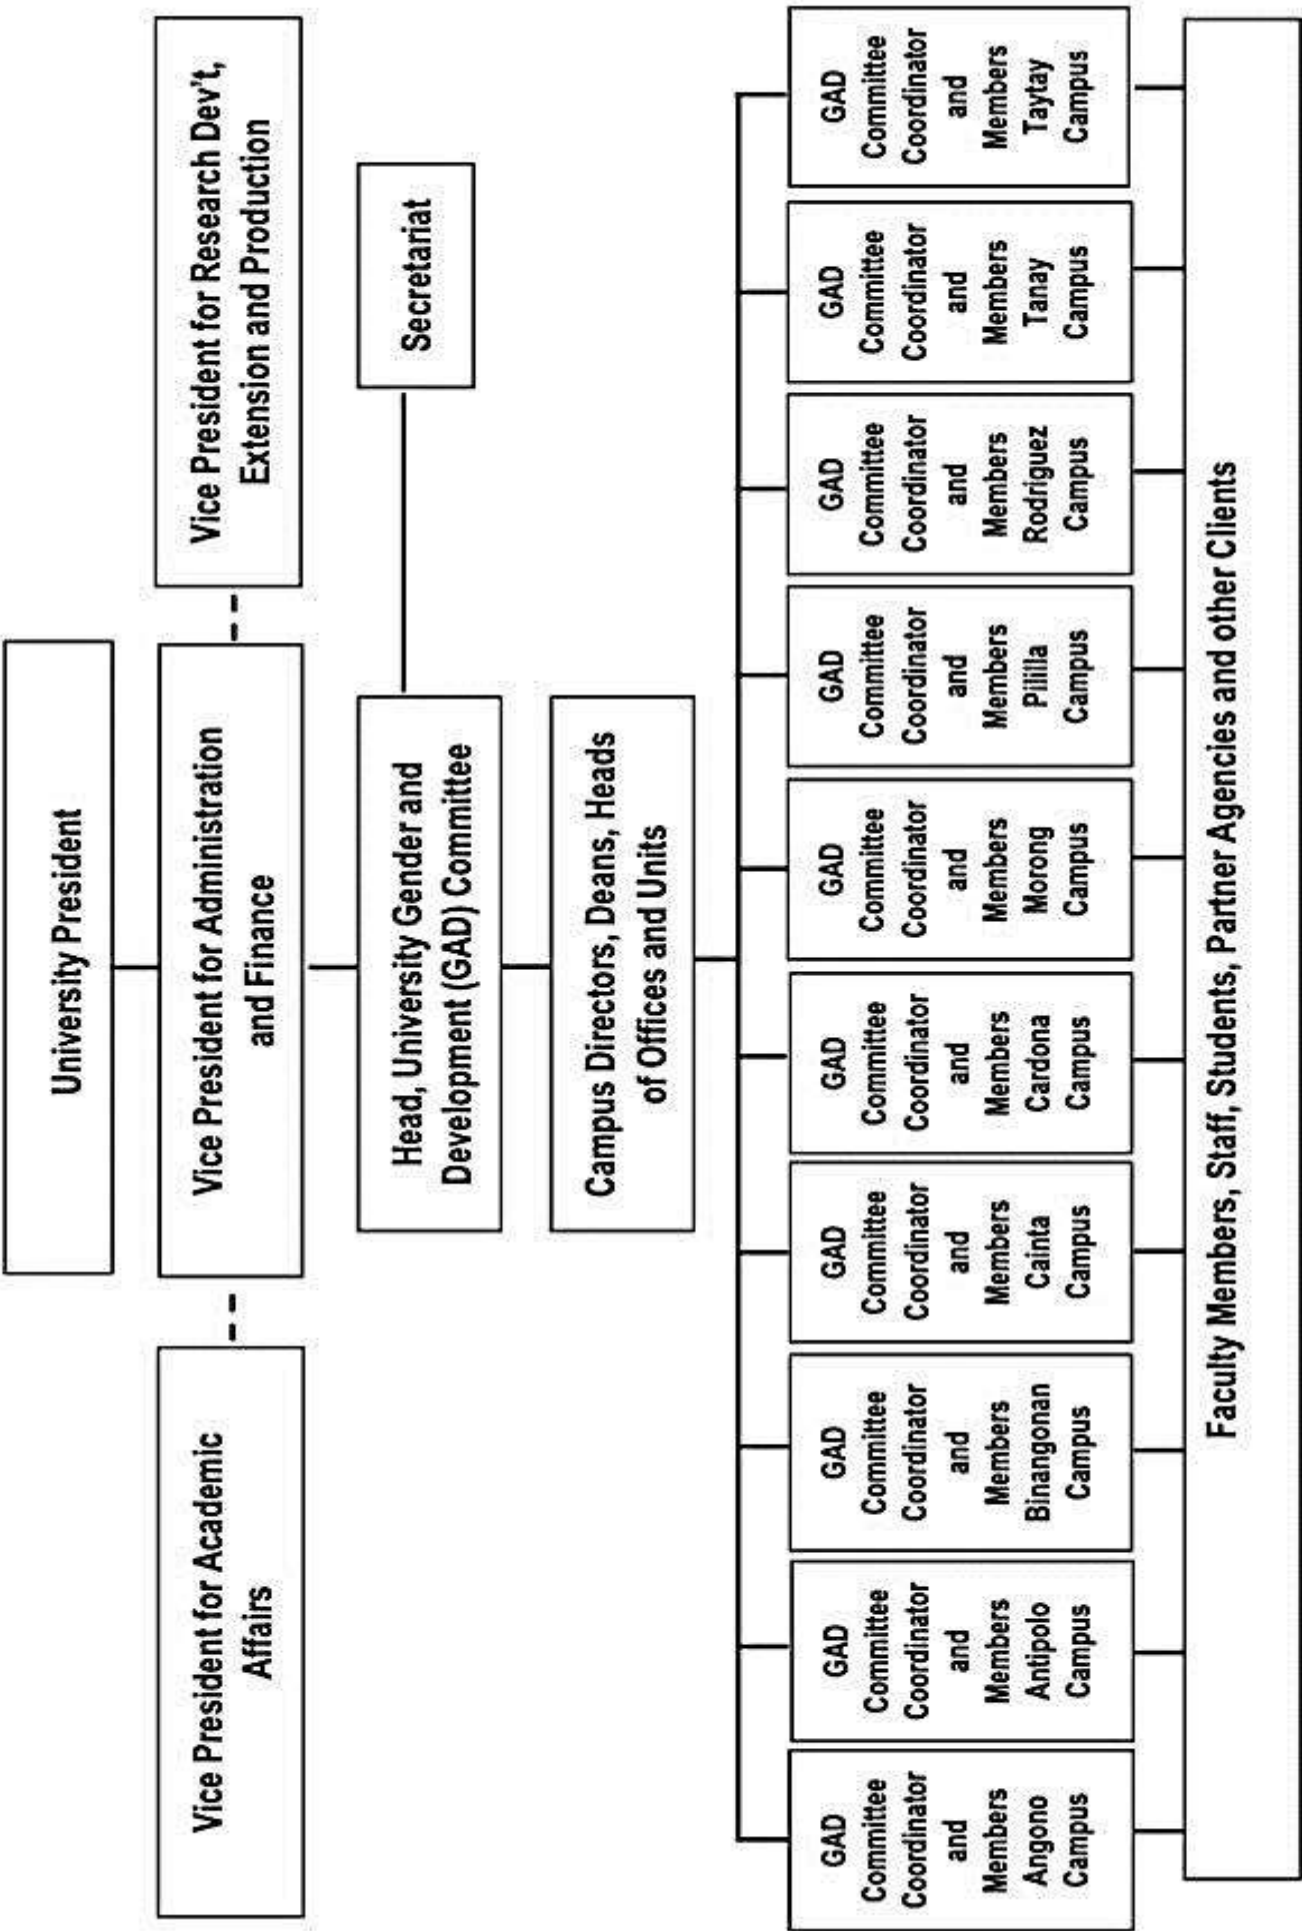 University President
Vice President for Academic
Affairs
Vice President for Administration
and Finance
Vice President for Research Dev't,
Extension and Production
Head, University Gender and
Development (GAD) Committee
Secretariat
Campus Directors, Deans, Heads
of Offices and Units
GAD
Committee
Coordinator
and
Members
Angono
Campus
GAD
Committee
Coordinator
and
Members
Antipolo
Campus
GAD
Committee
Coordinator
and
Members
Binangonan
Campus
GAD
Committee
Coordinator
and
Members
Cainta
Campus
GAD
Committee
Coordinator
and
Members
Cardona
Campus
GAD
Committee
Coordinator
and
Members
Morong
Campus
GAD
Committee
Coordinator
and
Members
Pililla
Campus
GAD
Committee
Coordinator
and
Members
Rodriguez
Campus
GAD
Committee
Coordinator
and
Members
Tanay
Campus
GAD
Committee
Coordinator
and
Members
Taytay
Campus
Faculty Members, Staff, Students, Partner Agencies and other Clients